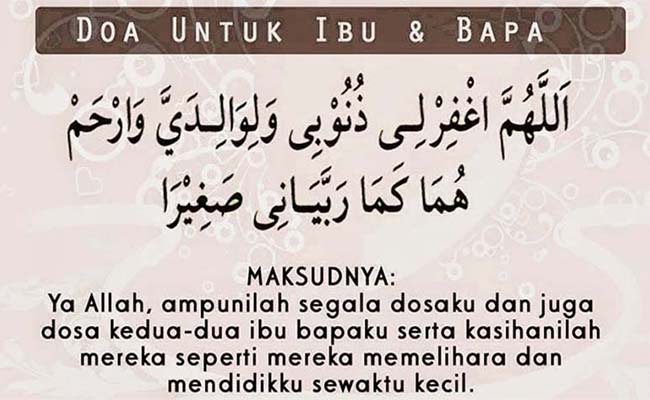 DOA UNTUK IBU & BAPA
اَللَّهُمَّ اغْفِرْلِى ذُنُوْبِى وَلِوَالِدَيَّ وَارْحَمْ
هُمَا كَمَا رَبَّيَانِى صَغِيْرَا
MAKSUDNYA:
Ya Allah, ampunilah segala dosaku dan juga
dosa kedua-dua ibu bapaku serta kasihanilah
mereka seperti mereka memelihara dan
mendidikku sewaktu kecil.